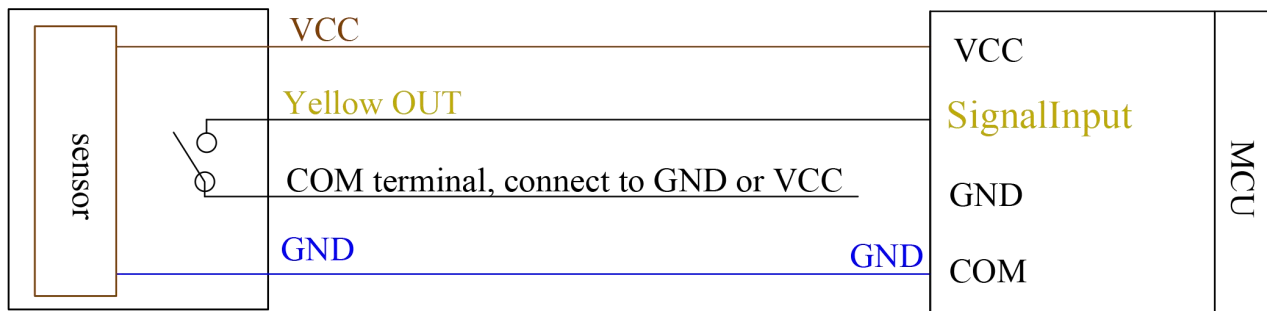 VCC
VCC
Yellow OUT
SignalInput
sensor
COM terminal, connect to GND or VCC
GND
MCU
GND
GND
COM